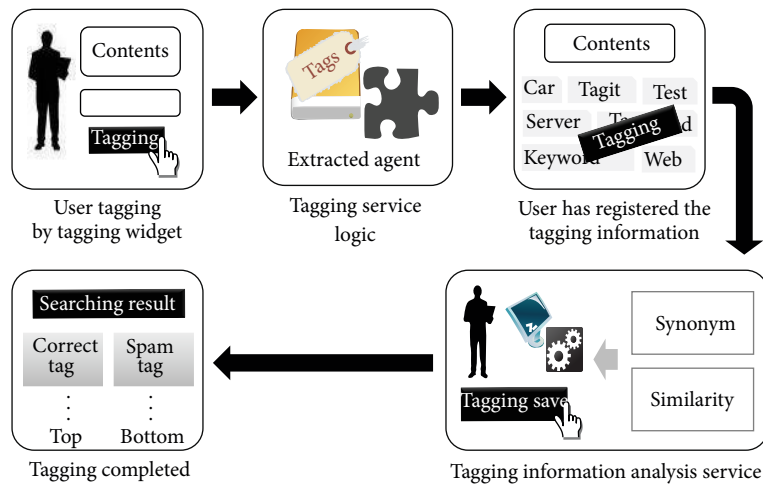 Contents
Tagging
User tagging
by tagging widget
Tags
Extracted agent
Tagging service
logic
Contents
Car Tagit Test
Server
Tagging
Web
User has registered the
tagging information
Synonym
Similarity
Tagging save
Tagging information analysis service
Searching result
Correct Spam
tag tag
Top Bottom
Tagging completed